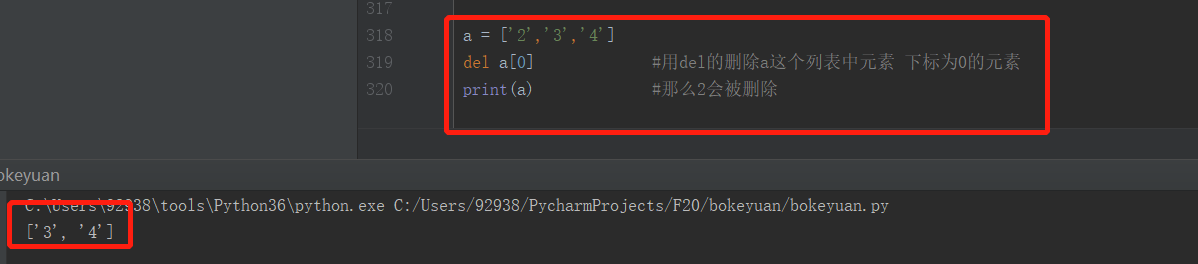 317
318 a = ['2','3','4']
319 del a[0] #用del的删除a这个列表中元素 下标为0的元素
320 print(a) #那么2会被删除
okeyuan
C:\Users\92938\tools\Python36\python.exe C:/Users/92938/PycharmProjects/F20/bokeyuan/bokeyuan.py
['3', '4']